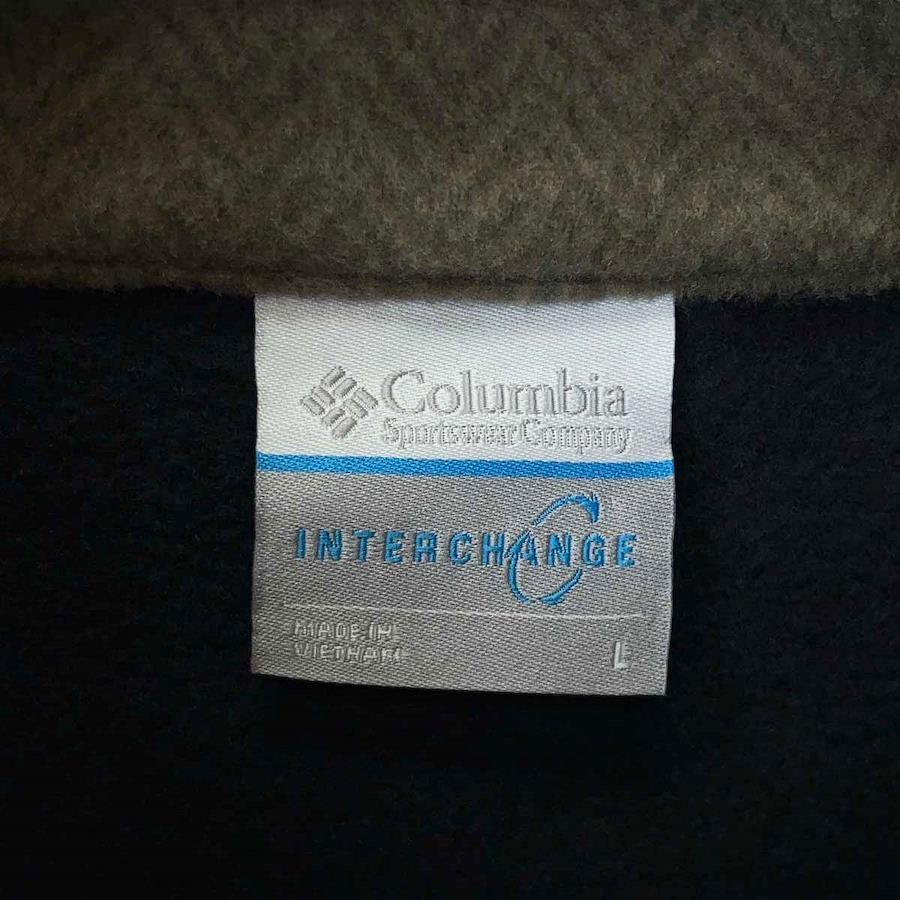 Columbia
Sportswear Company
INTERCHANGE
MADE IN
VIETNAM
L